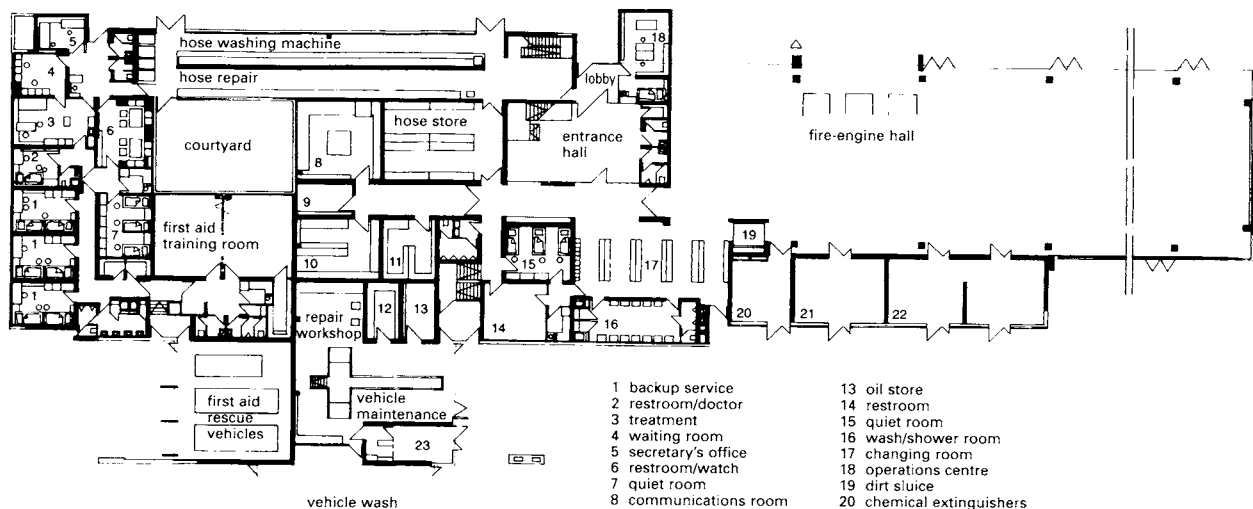 5
hose washing machine
18
4
hose repair
lobby
3
6
courtyard
8
hose store
entrance
hall
fire-engine hall
2
1
9
7
first aid
training room
19
1
10
11
15
17
1
repair
workshop
12
13
14
16
20
21
22
first aid
rescue
vehicles
vehicle
maintenance
23
vehicle wash
1 backup service
2 restroom/doctor
3 treatment
4 waiting room
5 secretary's office
6 restroom/watch
7 quiet room
8 communications room
13 oil store
14 restroom
15 quiet room
16 wash/shower room
17 changing room
18 operations centre
19 dirt sluice
20 chemical extinguishers